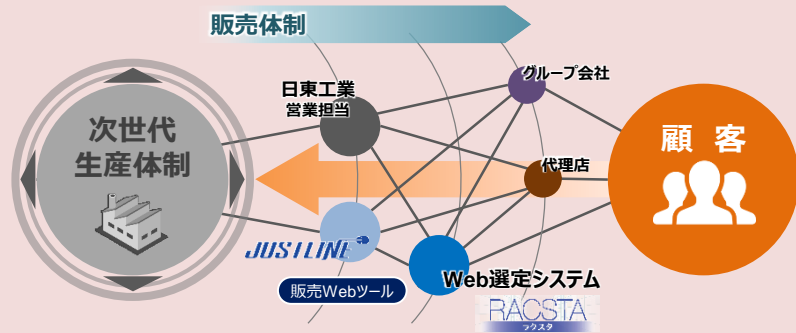 販売体制
グループ会社
日東工業
営業担当
次世代
生産体制
顧客
代理店
JUSTLINE
Web選定システム
販売Webツール
RACSTA
ラクスタ